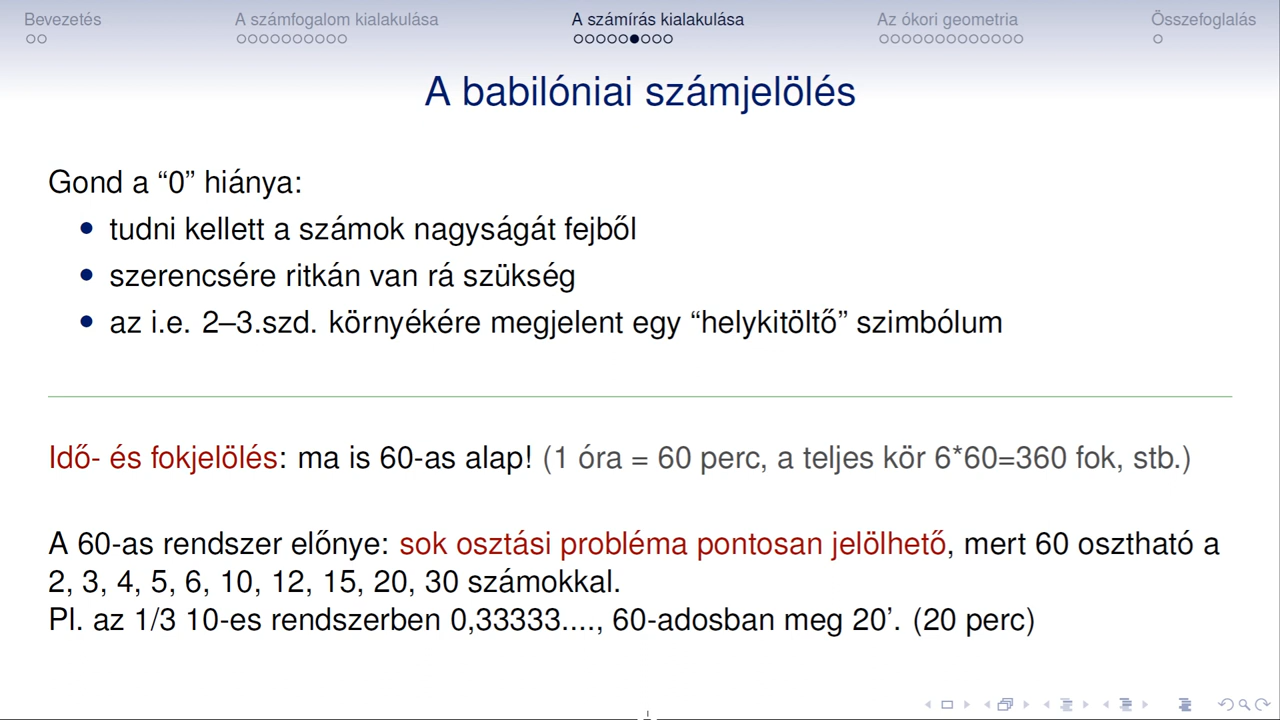 Bevezetés
A számfogalom kialakulása
A számírás kialakulása
Az ókori geometria
Összefoglalás
A babilóniai számjelölés
Gond a “0” hiánya:
tudni kellett a számok nagyságát fejből
szerencsére ritkán van rá szükség
az i.e. 2–3.szd. környékére megjelent egy “helykitöltő” szimbólum
Idő- és fokjelölés: ma is 60-as alap! (1 óra = 60 perc, a teljes kör 6*60=360 fok, stb.)
A 60-as rendszer előnye: sok osztási probléma pontosan jelölhető, mert 60 osztható a
2, 3, 4, 5, 6, 10, 12, 15, 20, 30 számokkal.
Pl. az 1/3 10-es rendszerben 0,33333...., 60-adosban meg 20’. (20 perc)